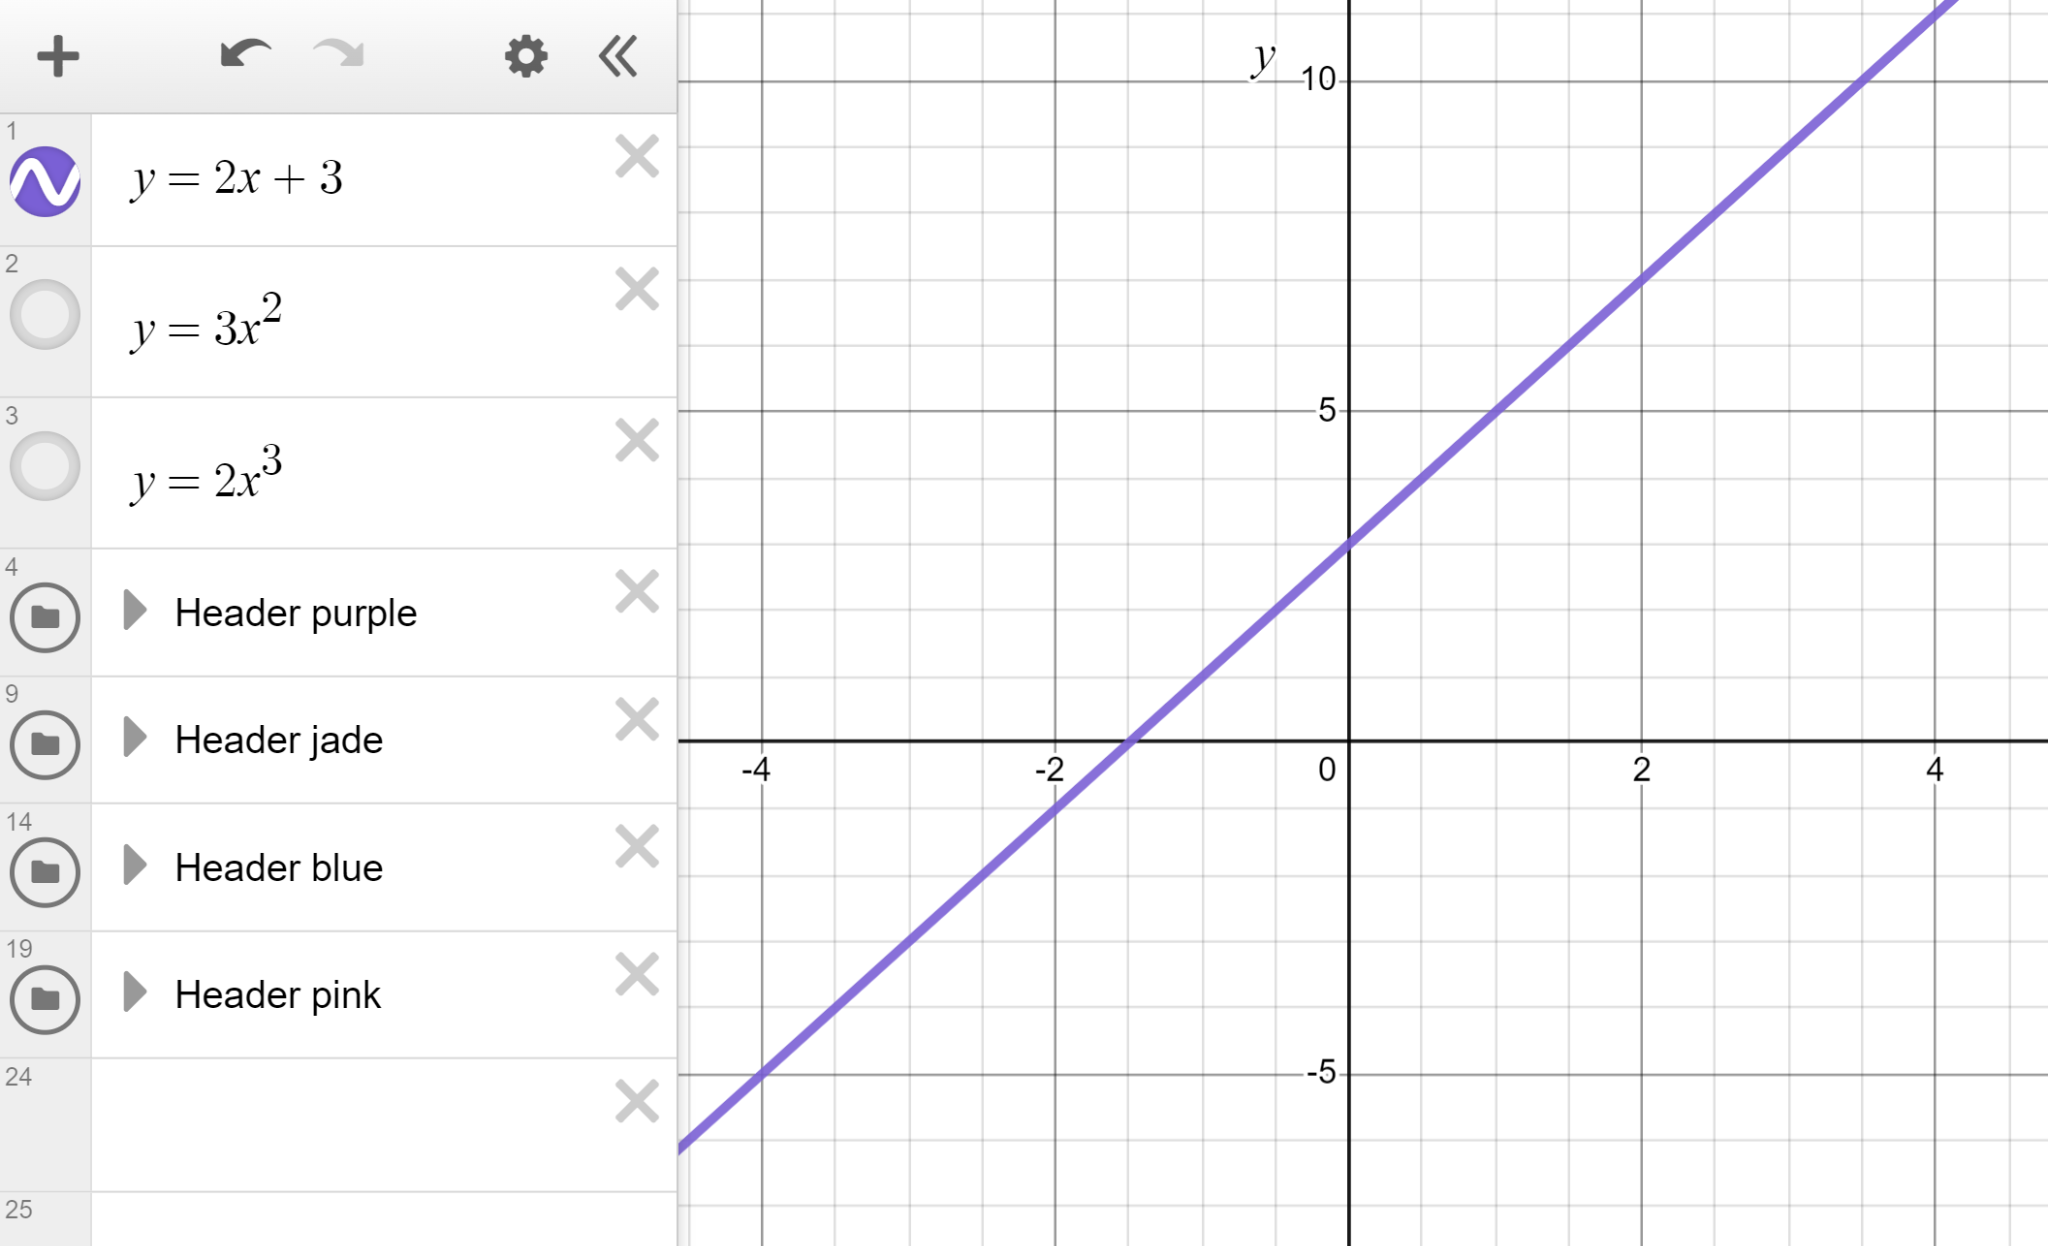 1
y = 2x + 3
2
y = 3x²
3
y = 2x³
4
Header purple
9
Header jade
14
Header blue
19
Header pink
24
25
y
10
5
-4 -2 0 2 4
-5